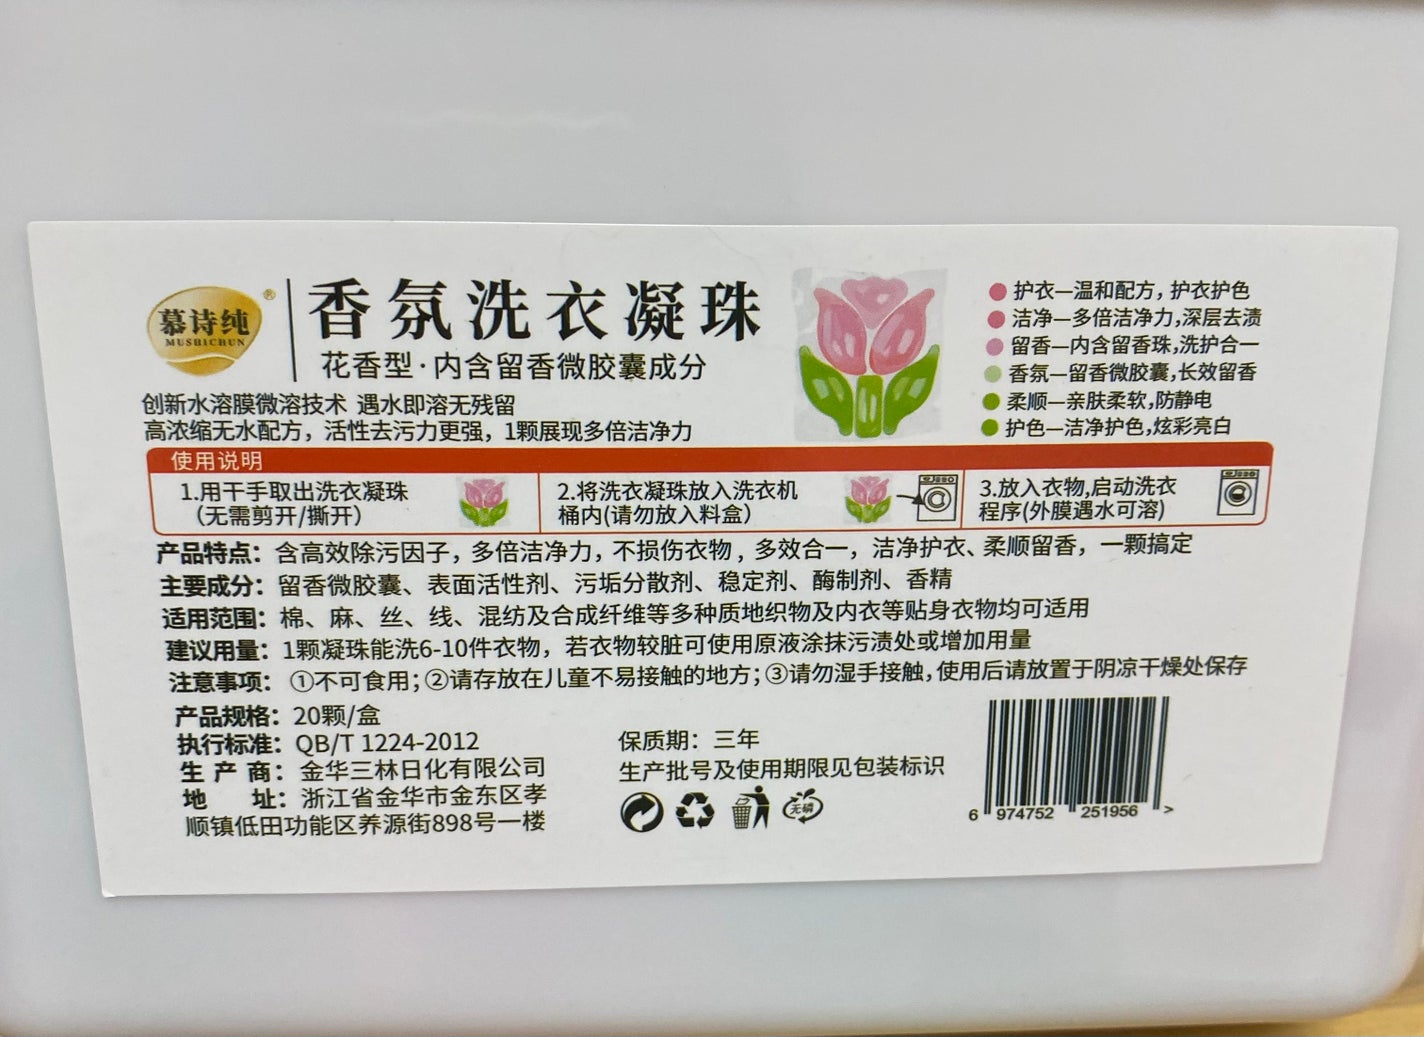 慕诗纯®
MUSHICHUN
香氛洗衣凝珠
花香型·内含留香微胶囊成分
创新水溶膜微溶技术 遇水即溶无残留
高浓缩无水配方，活性去污力更强，1颗展现多倍洁净力
护衣—温和配方，护衣护色
洁净—多倍洁净力,深层去渍
留香—内含留香珠,洗护合一
香氛—留香微胶囊,长效留香
柔顺—亲肤柔软,防静电
护色—洁净护色,炫彩亮白
使用说明
1.用干手取出洗衣凝珠
（无需剪开/撕开）
2.将洗衣凝珠放入洗衣机
桶内(请勿放入料盒）
3.放入衣物,启动洗衣
程序(外膜遇水可溶)
产品特点：含高效除污因子，多倍洁净力，不损伤衣物，多效合一，洁净护衣、柔顺留香，一颗搞定
主要成分：留香微胶囊、表面活性剂、污垢分散剂、稳定剂、酶制剂、香精
适用范围：棉、麻、丝、线、混纺及合成纤维等多种质地织物及内衣等贴身衣物均可适用
建议用量：1颗凝珠能洗6-10件衣物，若衣物较脏可使用原液涂抹污渍处或增加用量
注意事项：①不可食用；②请存放在儿童不易接触的地方；③请勿湿手接触，使用后请放置于阴凉干燥处保存
产品规格：20颗/盒
执行标准：QB/T 1224-2012
生产商：金华三林日化有限公司
地 址：浙江省金华市金东区孝
顺镇低田功能区养源街898号一楼
保质期：三年
生产批号及使用期限见包装标识
无磷
6 974752 251956 >